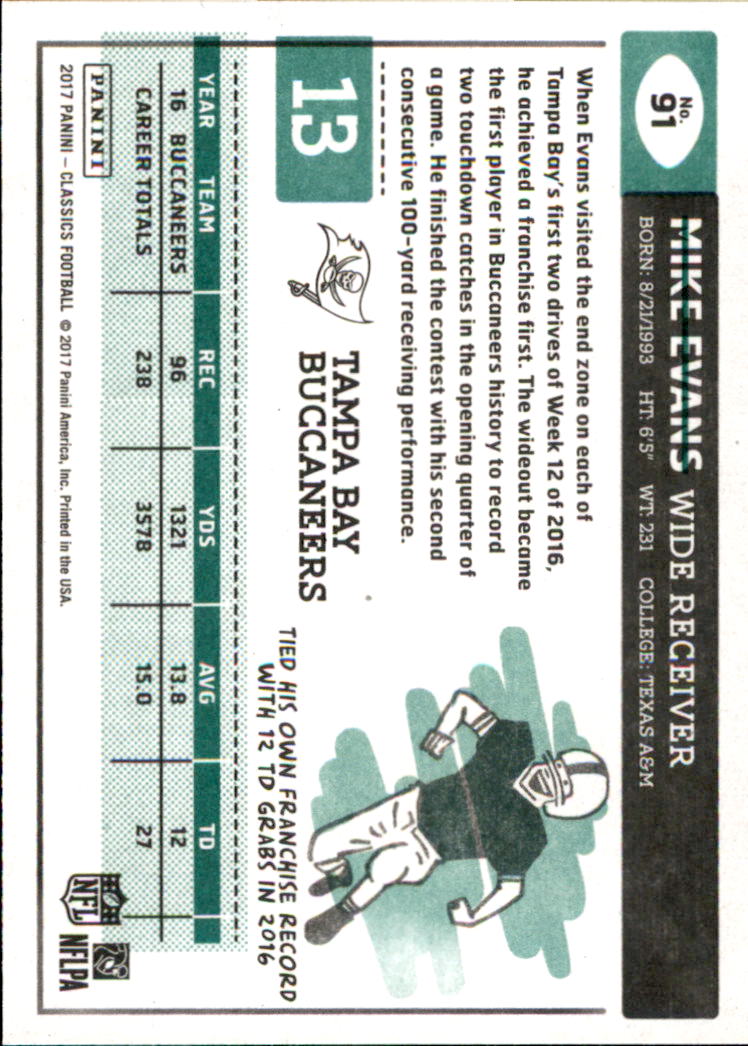 No.
91
MIKE EVANS WIDE RECEIVER
BORN: 8/21/1993 HT: 6'5" WT: 231 COLLEGE: TEXAS A&M
When Evans visited the end zone on each of
Tampa Bay's first two drives of Week 12 of 2016,
he achieved a franchise first. The wideout became
the first player in Buccaneers history to record
two touchdown catches in the opening quarter of
a game. He finished the contest with his second
consecutive 100-yard receiving performance.
13
TAMPA BAY
BUCCANEERS
TIED HIS OWN FRANCHISE RECORD
WITH 12 TD GRABS IN 2016
YEAR TEAM REC YDS AVG TD
16 BUCCANEERS 96 1321 13.8 12
CAREER TOTALS 238 3578 15.0 27
PANINI
2017 PANINI – CLASSICS FOOTBALL © 2017 Panini America, Inc. Printed in the USA.
NFL
NFLPA